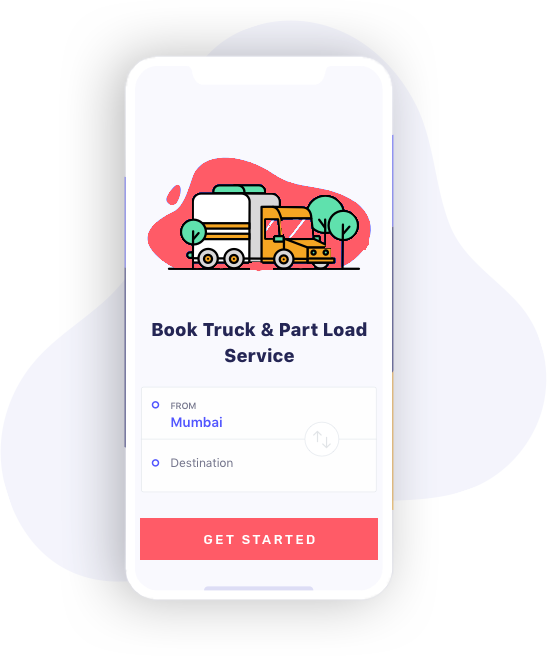 Book Truck & Part Load
Service
FROM
Mumbai
Destination
GET STARTED